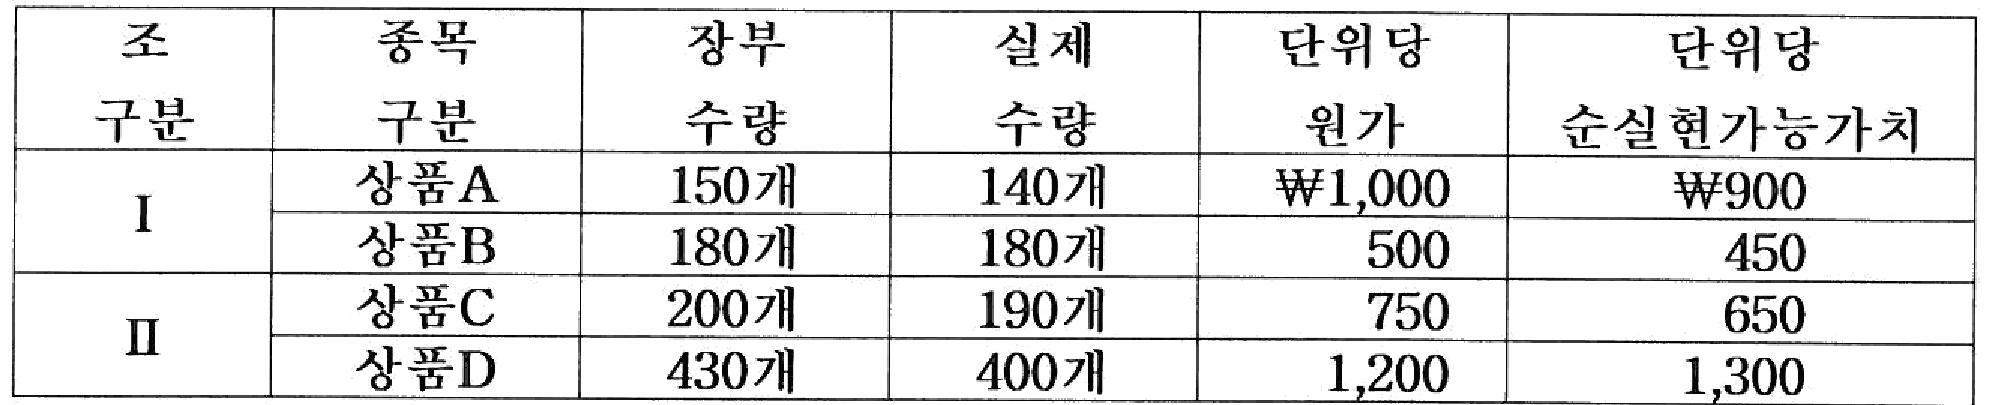 조 종목 장부 실제 단위당 단위당
구분 구분 수량 수량 원가 순실현가능가치
I 상품A 150개 140개 ₩1,000 ₩900
상품B 180개 180개 500 450
II 상품C 200개 190개 750 650
상품D 430개 400개 1,200 1,300